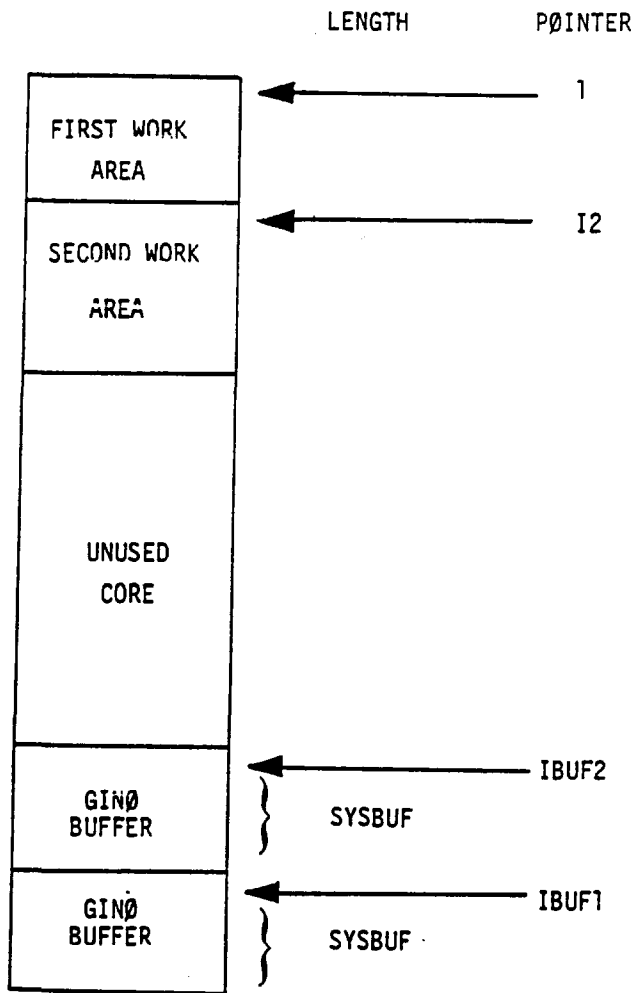 LENGTH PØINTER
1
FIRST WORK
AREA
I2
SECOND WORK
AREA
UNUSED
CORE
IBUF2
GINØ
BUFFER
SYSBUF
IBUF1
GINØ
BUFFER
SYSBUF